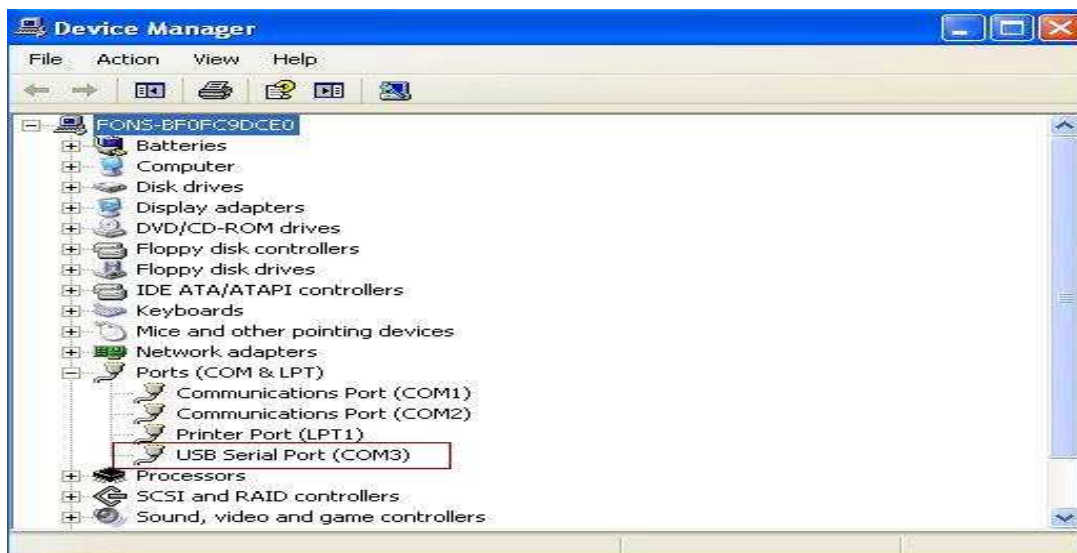 Device Manager
File Action View Help
FONS-BF0FC9DCE0
Batteries
Computer
Disk drives
Display adapters
DVD/CD-ROM drives
Floppy disk controllers
Floppy disk drives
IDE ATA/ATAPI controllers
Keyboards
Mice and other pointing devices
Network adapters
Ports (COM & LPT)
Communications Port (COM1)
Communications Port (COM2)
Printer Port (LPT1)
USB Serial Port (COM3)
Processors
SCSI and RAID controllers
Sound, video and game controllers